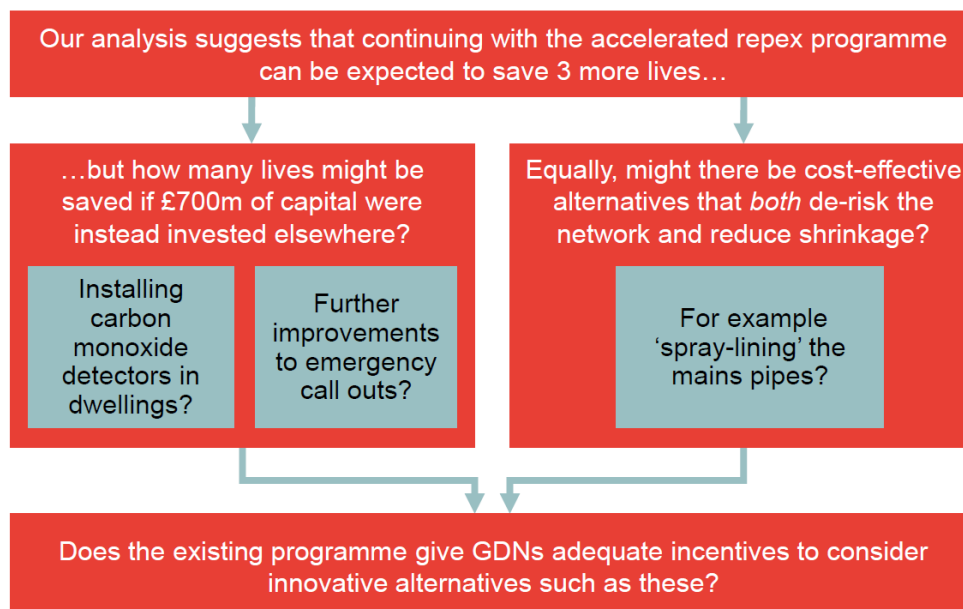 Our analysis suggests that continuing with the accelerated repex programme
can be expected to save 3 more lives…
…but how many lives might be
saved if £700m of capital were
instead invested elsewhere?
Installing
carbon
monoxide
detectors in
dwellings?
Further
improvements
to emergency
call outs?
Equally, might there be cost-effective
alternatives that both de-risk the
network and reduce shrinkage?
For example
‘spray-lining’ the
mains pipes?
Does the existing programme give GDNs adequate incentives to consider
innovative alternatives such as these?